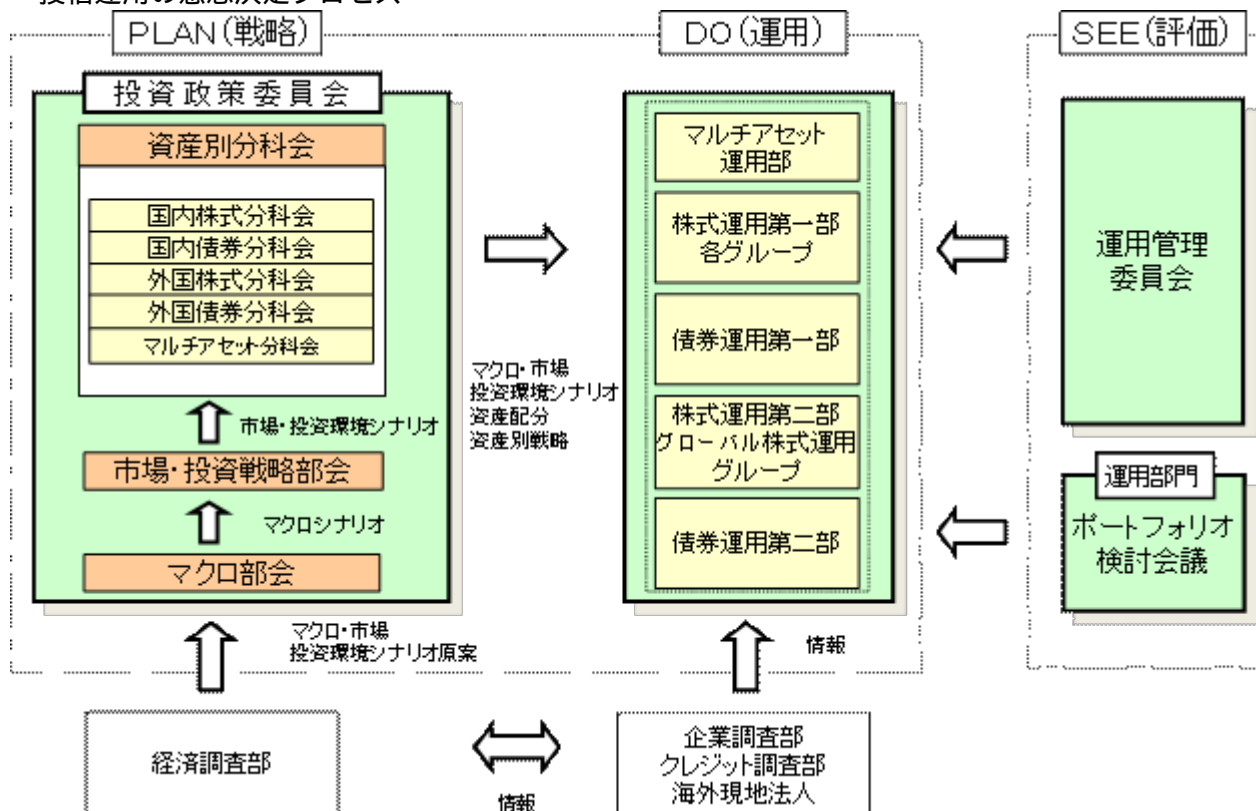 投信運用の意思決定プロセス
PLAN(戦略)
DO(運用)
SEE(評価)
投資政策委員会
資産別分科会
国内株式分科会
国内債券分科会
外国株式分科会
外国債券分科会
マルチアセット分科会
市場・投資環境シナリオ
市場・投資戦略部会
マクロシナリオ
マクロ部会
マクロ・市場
投資環境シナリオ
資産配分
資産別戦略
マルチアセット
運用部
株式運用第一部
各グループ
債券運用第一部
株式運用第二部
グローバル株式運用
グループ
債券運用第二部
運用管理
委員会
運用部門
ポートフォリオ
検討会議
マクロ・市場
投資環境シナリオ原案
情報
経済調査部
情報
企業調査部
クレジット調査部
海外現地法人